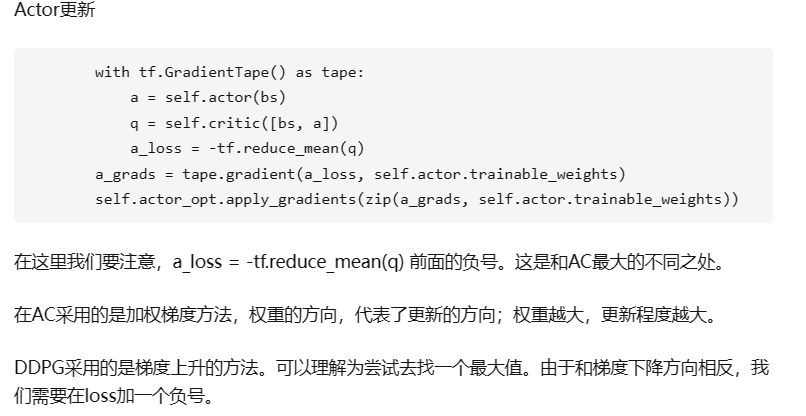 Actor更新
with tf.GradientTape() as tape:
a = self.actor(bs)
q = self.critic([bs, a])
a_loss = -tf.reduce_mean(q)
a_grads = tape.gradient(a_loss, self.actor.trainable_weights)
self.actor_opt.apply_gradients(zip(a_grads, self.actor.trainable_weights))
在这里我们要注意，a_loss = -tf.reduce_mean(q) 前面的负号。这是和AC最大的不同之处。
在AC采用的是加权梯度方法，权重的方向，代表了更新的方向；权重越大，更新程度越大。
DDPG采用的是梯度上升的方法。可以理解为尝试去找一个最大值。由于和梯度下降方向相反，我
们需要在loss加一个负号。